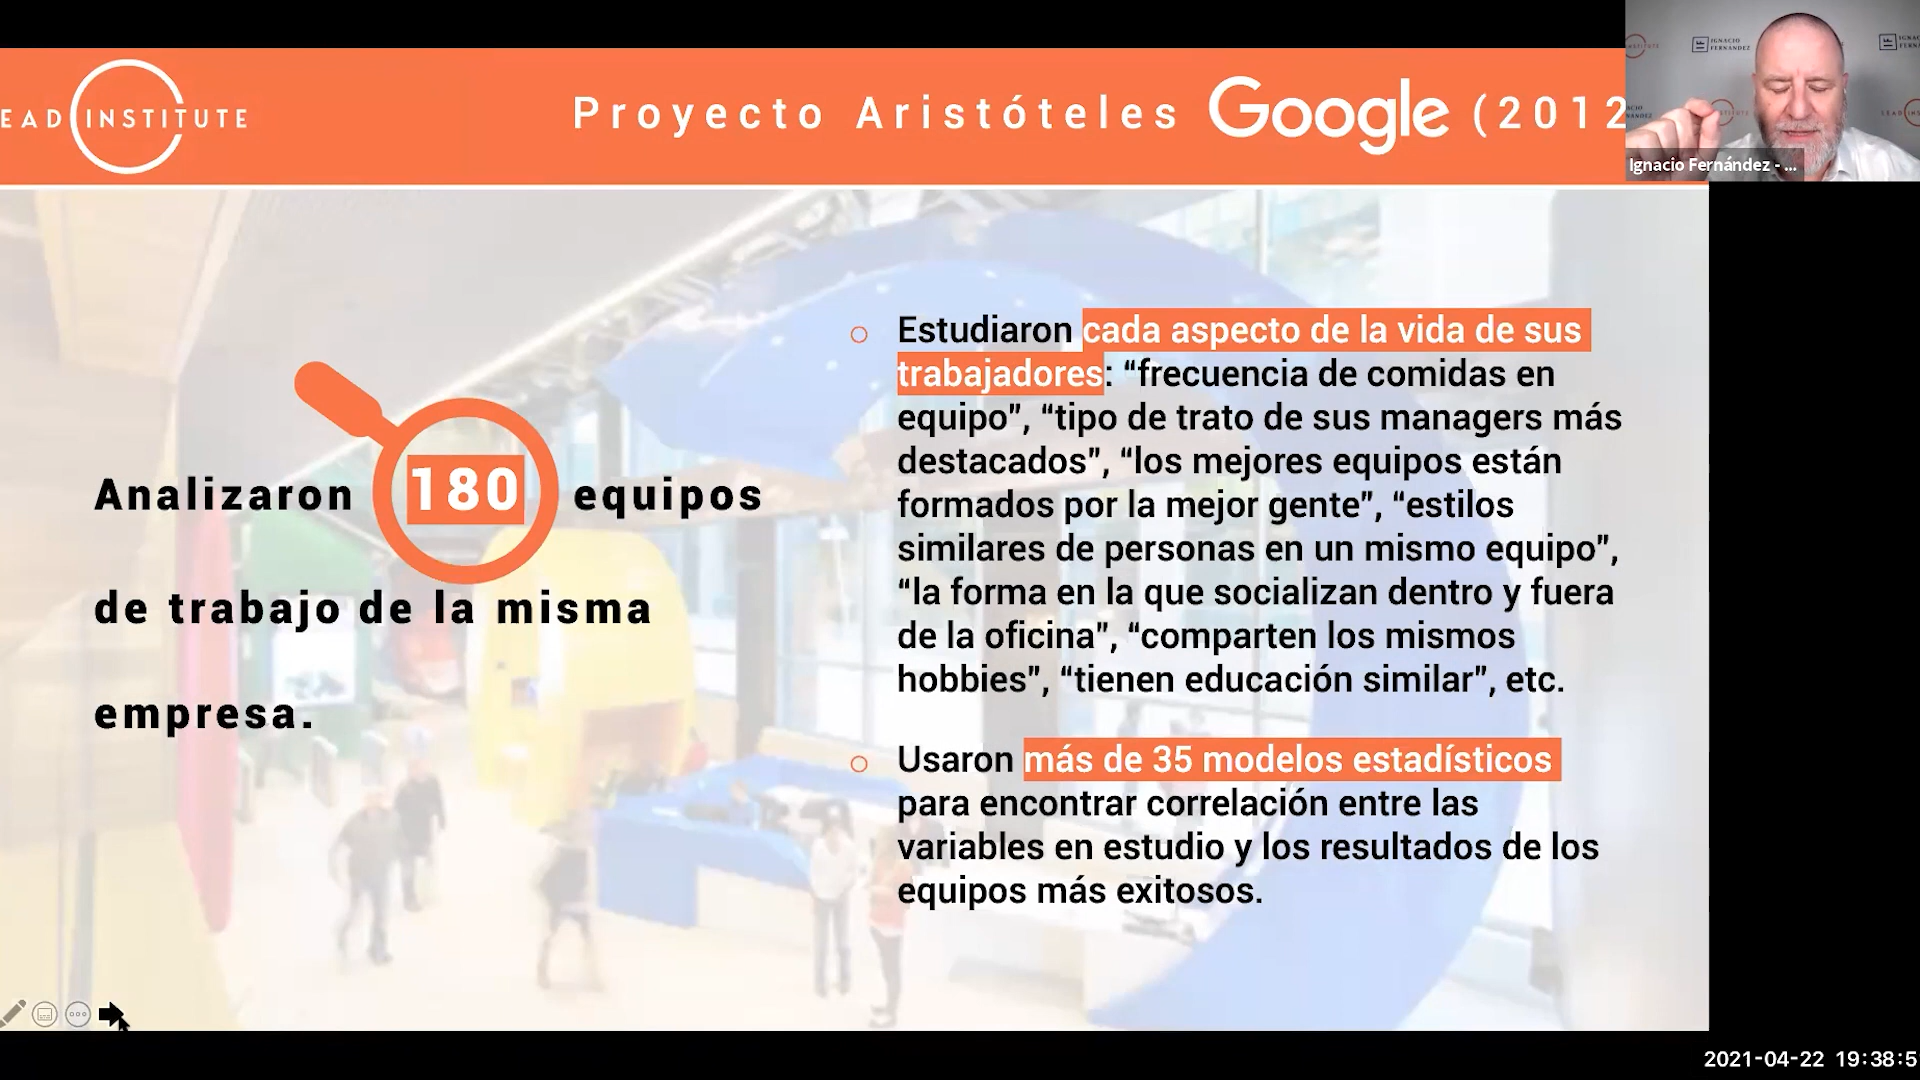 EAD INSTITUTE
Proyecto Aristóteles Google (2012
IGNACIO
FERNANDEZ
Ignacio Fernández - ...
Analizaron 180 equipos
de trabajo de la misma
empresa.
Estudiaron cada aspecto de la vida de sus
trabajadores: “frecuencia de comidas en
equipo”, “tipo de trato de sus managers más
destacados”, “los mejores equipos están
formados por la mejor gente”, “estilos
similares de personas en un mismo equipo”,
“la forma en la que socializan dentro y fuera
de la oficina”, “comparten los mismos
hobbies”, “tienen educación similar”, etc.
Usaron más de 35 modelos estadísticos
para encontrar correlación entre las
variables en estudio y los resultados de los
equipos más exitosos.
2021-04-22 19:38:5